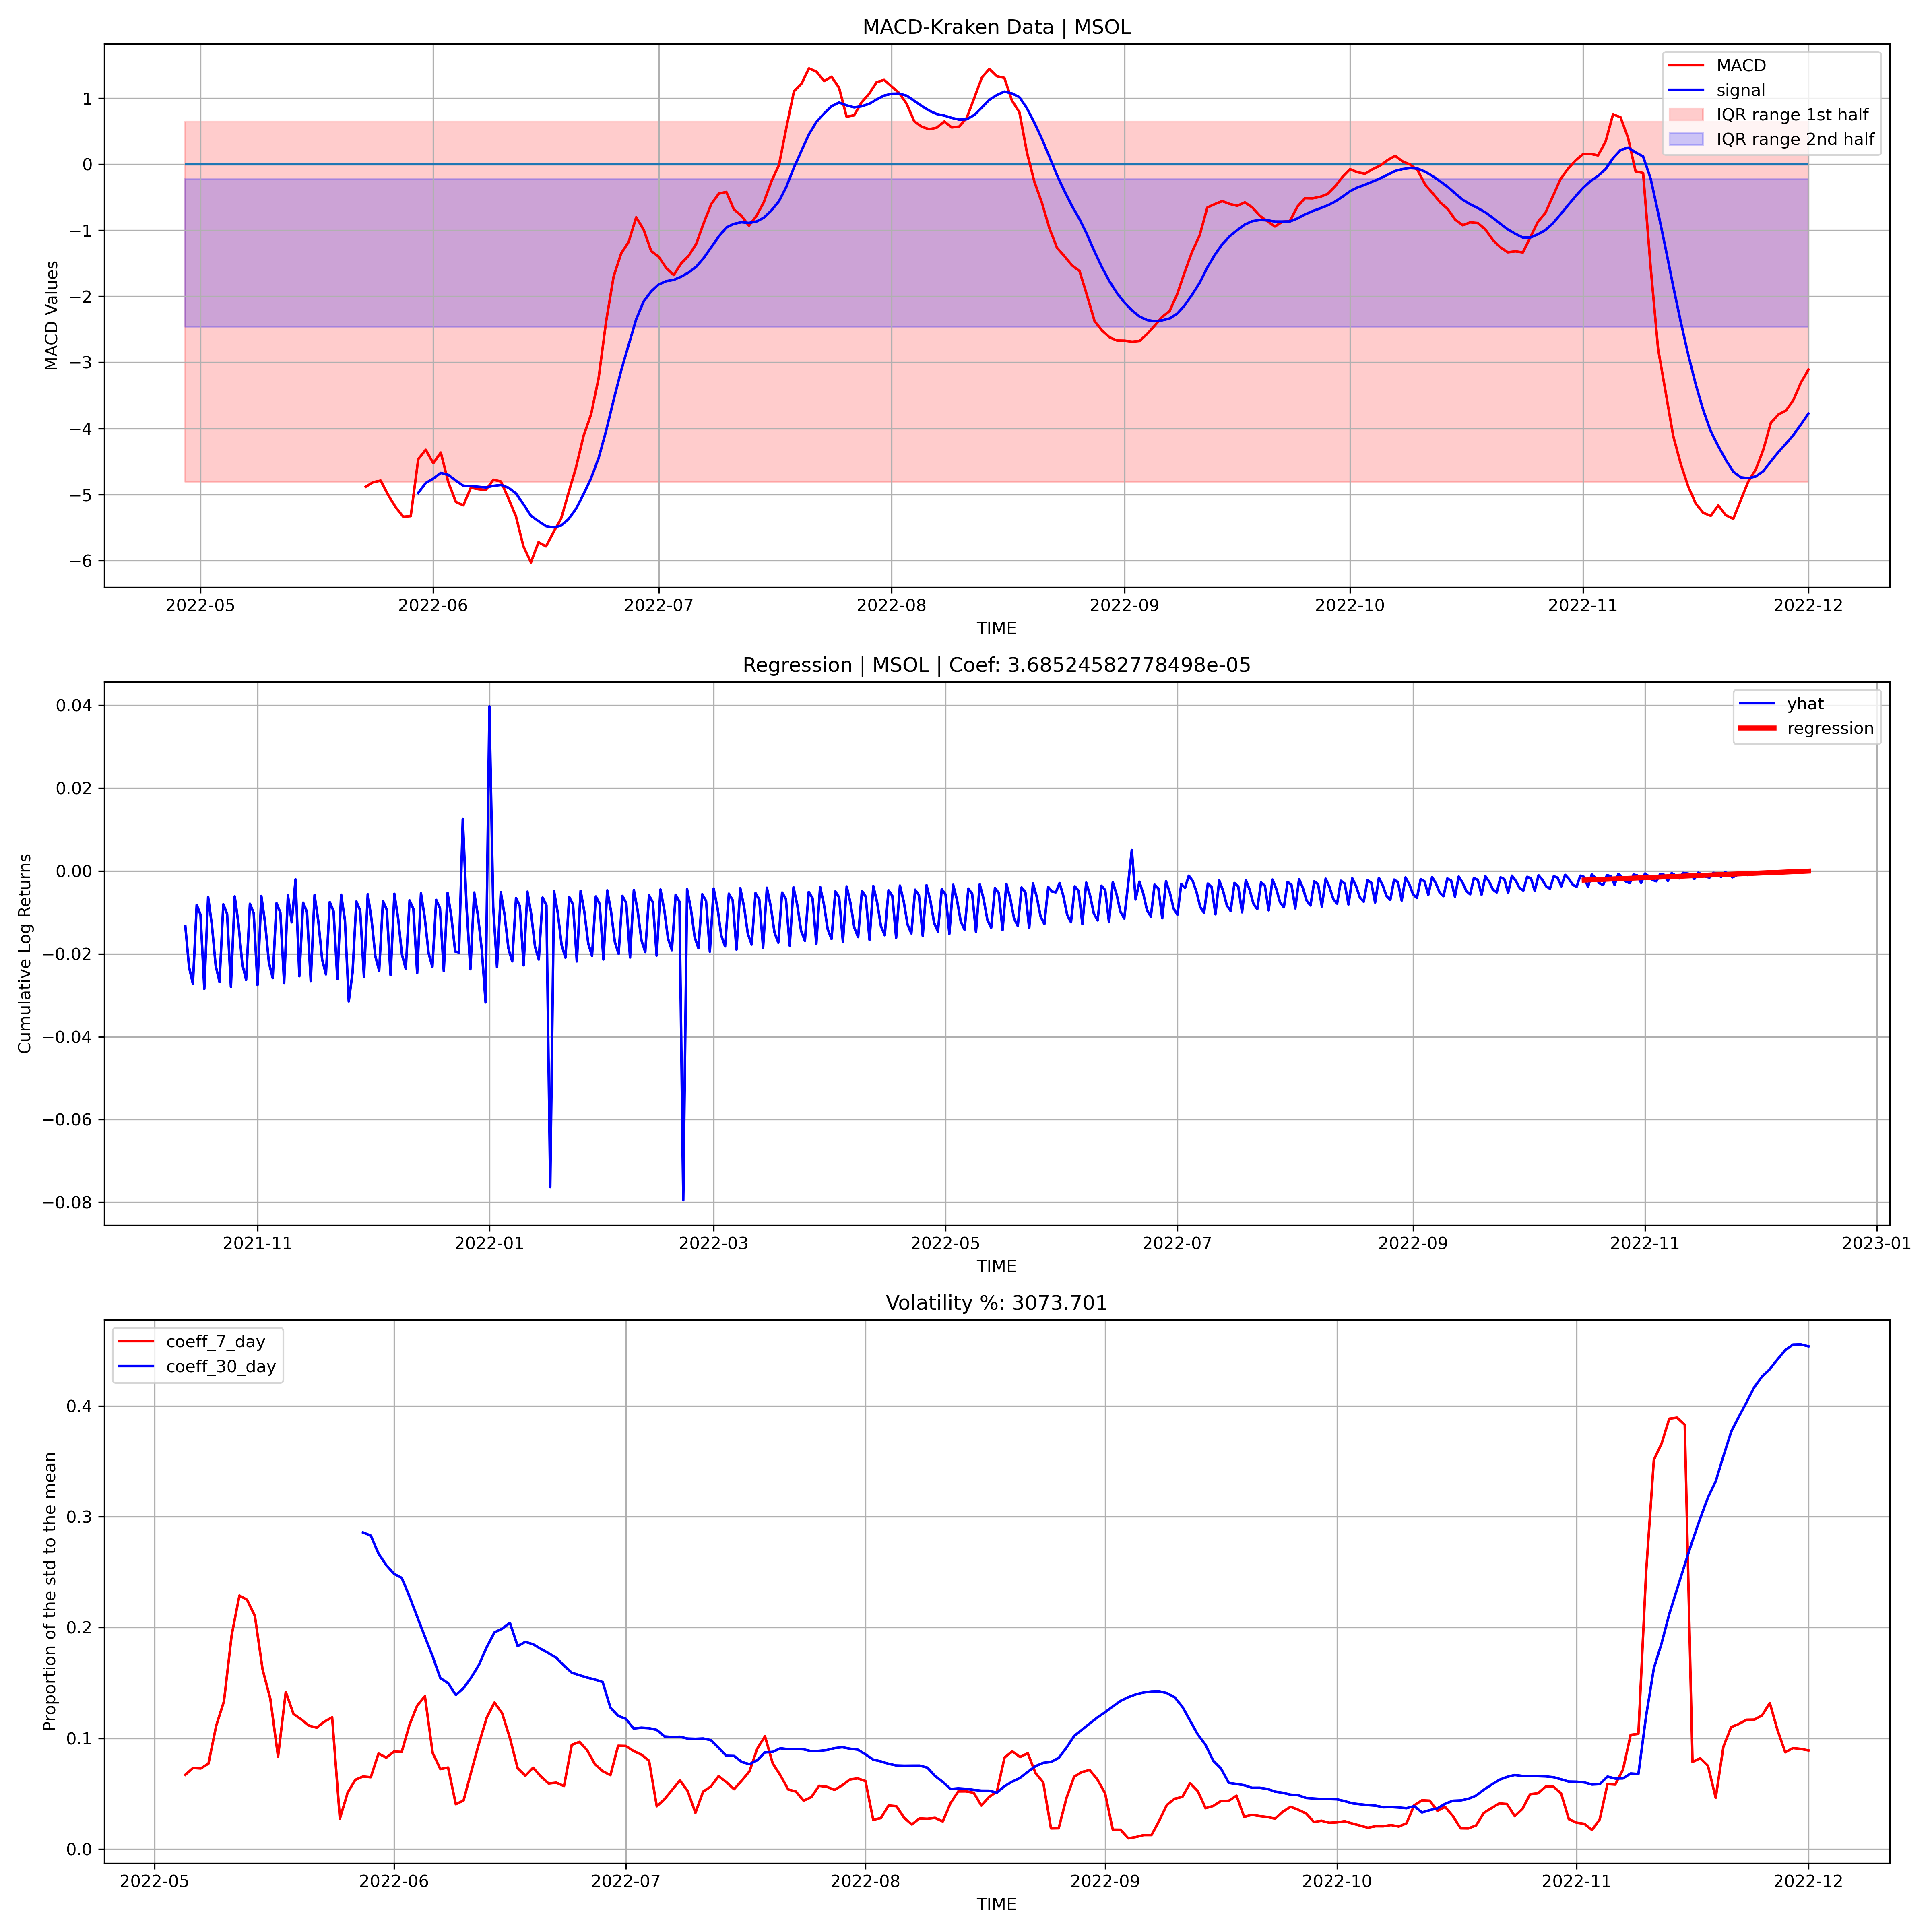 MACD-Kraken Data | MSOL
MACD
signal
IQR range 1st half
IQR range 2nd half
MACD Values
1
0
−1
−2
−3
−4
−5
−6
2022-05 2022-06 2022-07 2022-08 2022-09 2022-10 2022-11 2022-12
TIME
Regression | MSOL | Coef: 3.68524582778498e-05
yhat
regression
Cumulative Log Returns
0.04
0.02
0.00
−0.02
−0.04
−0.06
−0.08
2021-11 2022-01 2022-03 2022-05 2022-07 2022-09 2022-11 2023-01
TIME
Volatility %: 3073.701
coeff_7_day
coeff_30_day
Proportion of the std to the mean
0.4
0.3
0.2
0.1
0.0
2022-05 2022-06 2022-07 2022-08 2022-09 2022-10 2022-11 2022-12
TIME